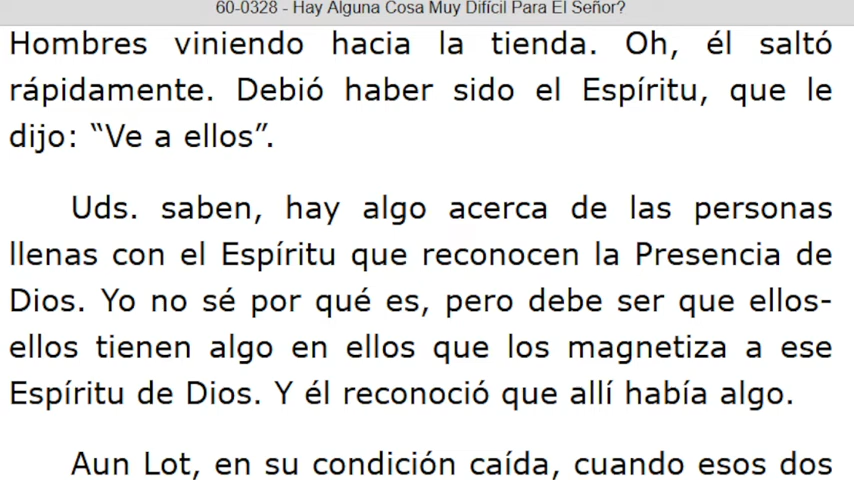 60-0328 - Hay Alguna Cosa Muy Difícil Para El Señor?
Hombres viniendo hacia la tienda. Oh, él saltó
rápidamente. Debió haber sido el Espíritu, que le
dijo: “Ve a ellos”.
Uds. saben, hay algo acerca de las personas
llenas con el Espíritu que reconocen la Presencia de
Dios. Yo no sé por qué es, pero debe ser que ellos-
ellos tienen algo en ellos que los magnetiza a ese
Espíritu de Dios. Y él reconoció que allí había algo.
Aun Lot, en su condición caída, cuando esos dos